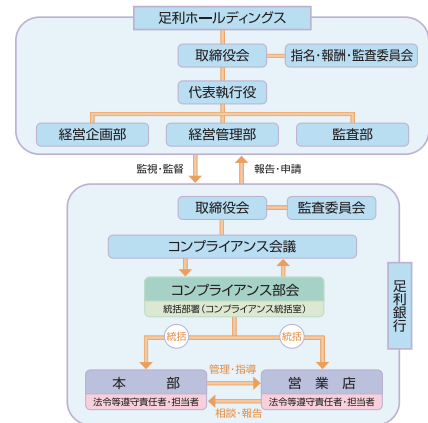 足利ホールディングス
取締役会
指名・報酬・監査委員会
代表執行役
経営企画部
経営管理部
監査部
監視・監督
報告・申請
取締役会
監査委員会
コンプライアンス会議
コンプライアンス部会
統括部署(コンプライアンス統括室)
足利銀行
統括
統括
本部
管理・指導
営業店
法令等遵守責任者・担当者
相談・報告
法令等遵守責任者・担当者